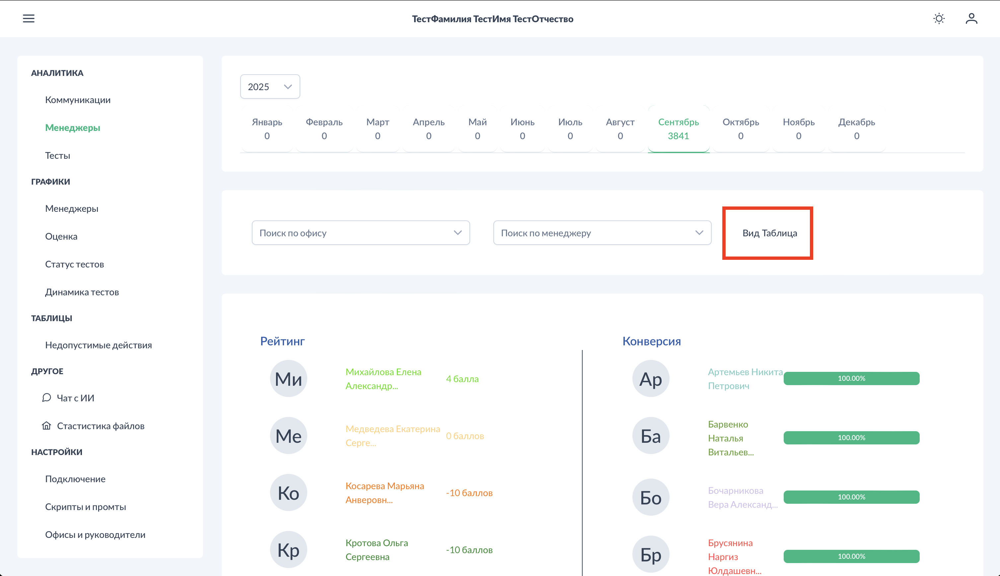 ТестФамилия ТестИмя ТестОтчество
АНАЛИТИКА
Коммуникации
Менеджеры
Тесты
ГРАФИКИ
Менеджеры
Оценка
Статус тестов
Динамика тестов
ТАБЛИЦЫ
Недопустимые действия
ДРУГОЕ
Чат с ИИ
Стастистика файлов
НАСТРОЙКИ
Подключение
Скрипты и промты
Офисы и руководители
2025
Январь Февраль Март Апрель Май Июнь Июль Август Сентябрь Октябрь Ноябрь Декабрь
0 0 0 0 0 0 0 0 3841 0 0 0
Поиск по офису
Поиск по менеджеру
Вид Таблица
Рейтинг
Ми
Михайлова Елена
Александр...
4 балла
Ме
Медведева Екатерина
Серге...
0 баллов
Ко
Косарева Марьяна
Анверовн...
-10 баллов
Кр
Кротова Ольга
Сергеевна
-10 баллов
Конверсия
Ар
Артемьев Никита
Петрович
100.00%
Ба
Барвенко
Наталья
Витальев...
100.00%
Бо
Бочарникова
Вера Александ...
100.00%
Бр
Брусянина
Наргиз
Юлдашевн...
100.00%